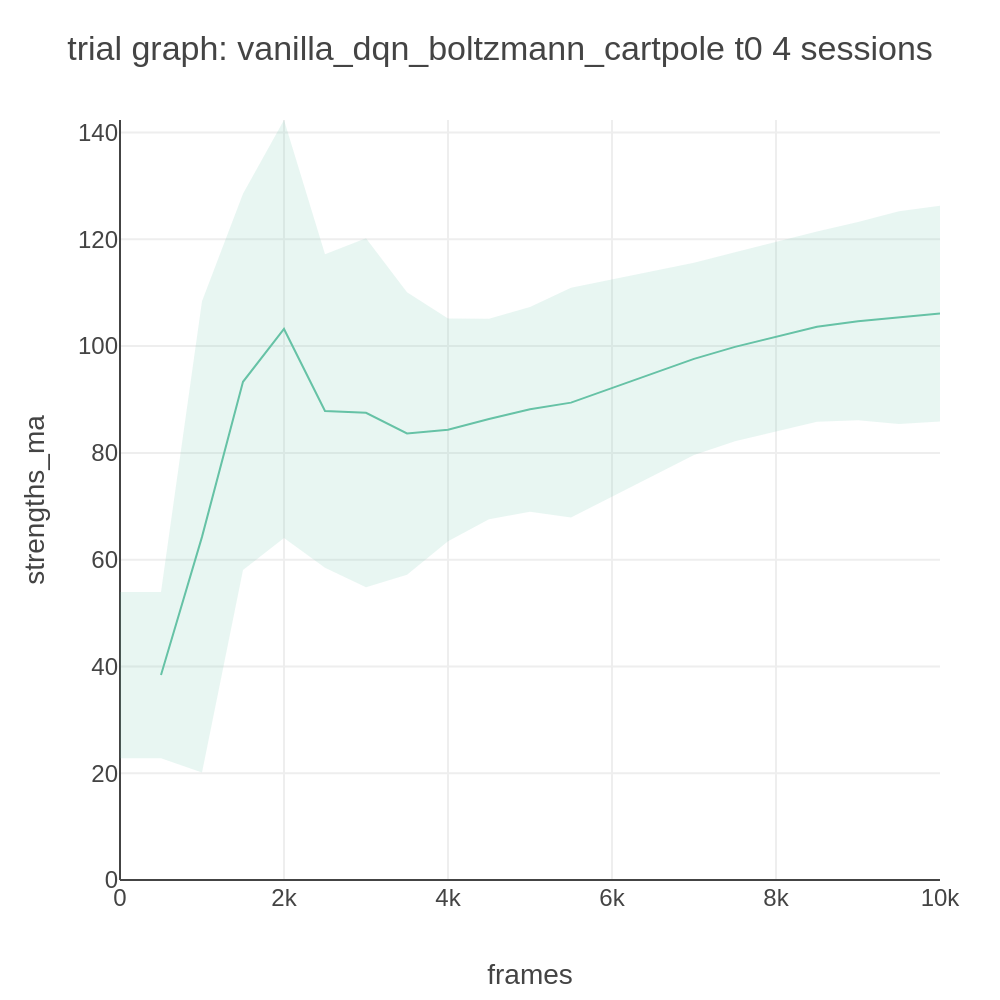 trial graph: vanilla_dqn_boltzmann_cartpole t0 4 sessions
140
120
100
80
60
40
20
0
strengths_ma
0 2k 4k 6k 8k 10k
frames